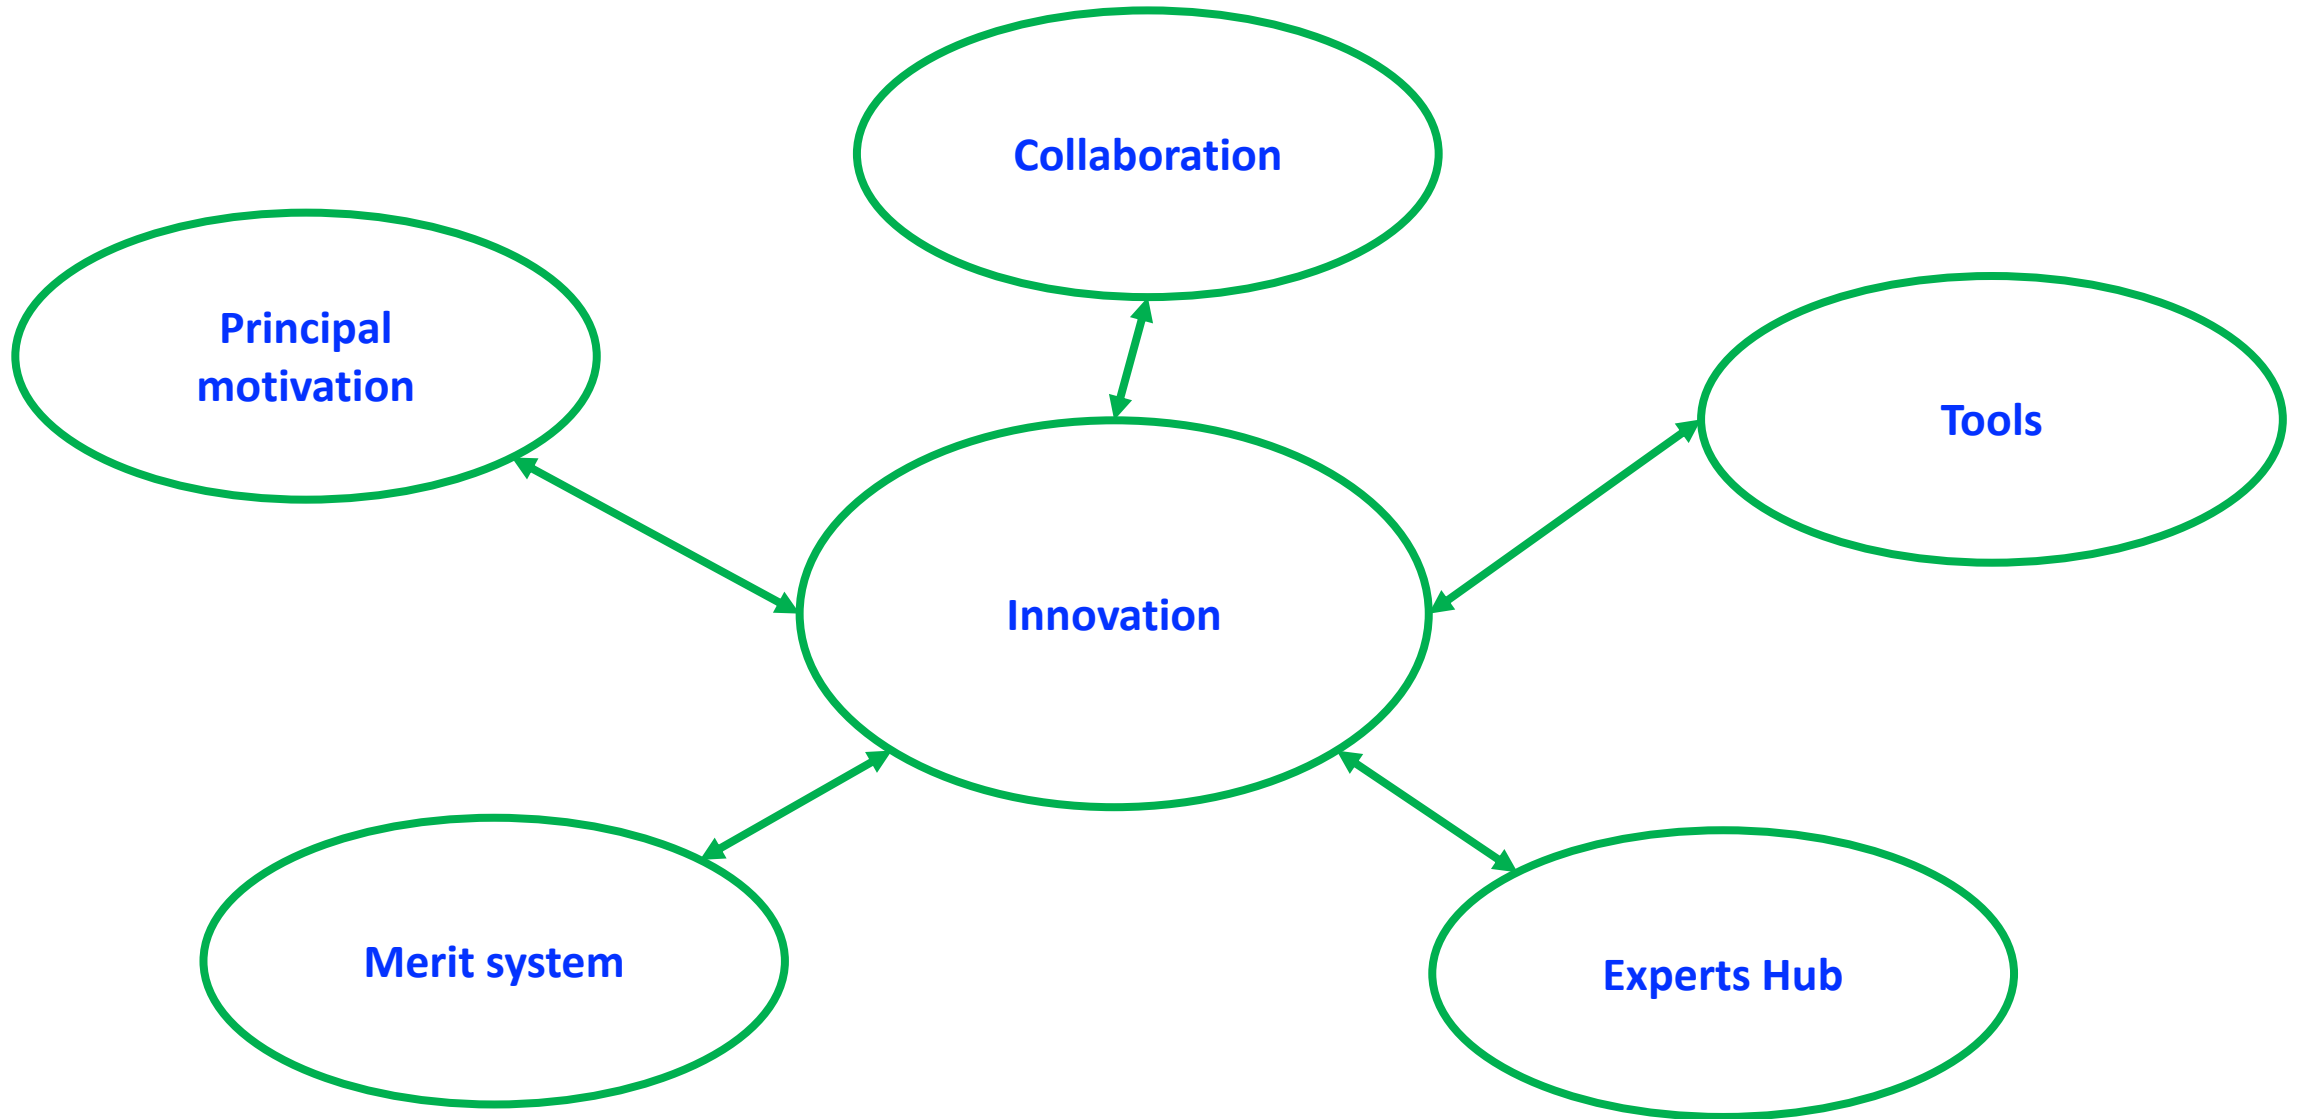 Collaboration
Principal
motivation
Tools
Innovation
Merit system
Experts Hub